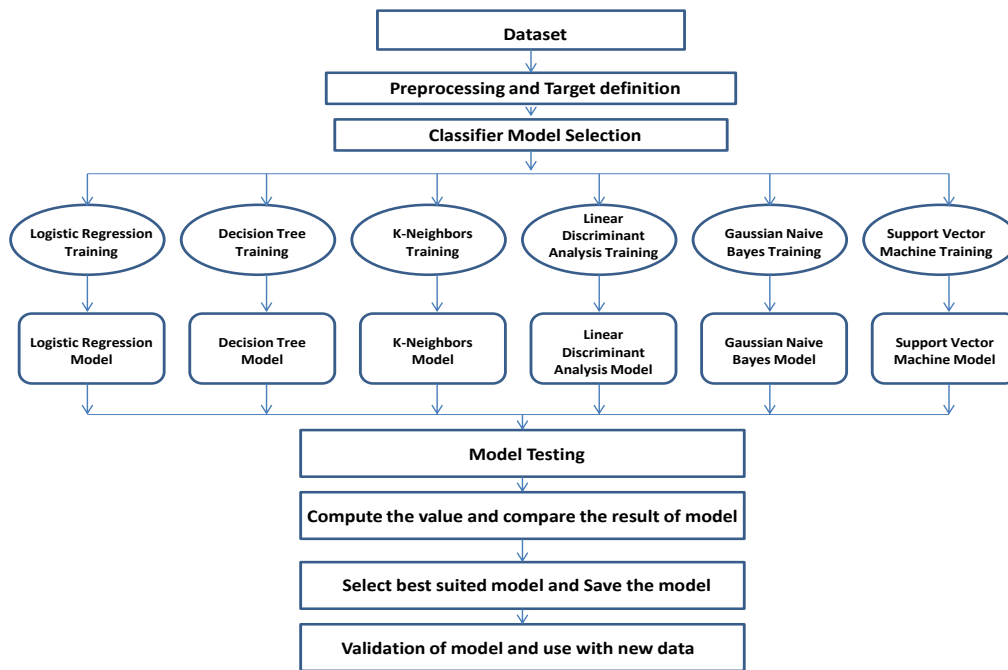 Dataset
Preprocessing and Target definition
Classifier Model Selection
Logistic Regression
Training
Decision Tree
Training
K-Neighbors
Training
Linear
Discriminant
Analysis Training
Gaussian Naive
Bayes Training
Support Vector
Machine Training
Logistic Regression
Model
Decision Tree
Model
K-Neighbors
Model
Linear
Discriminant
Analysis Model
Gaussian Naive
Bayes Model
Support Vector
Machine Model
Model Testing
Compute the value and compare the result of model
Select best suited model and Save the model
Validation of model and use with new data